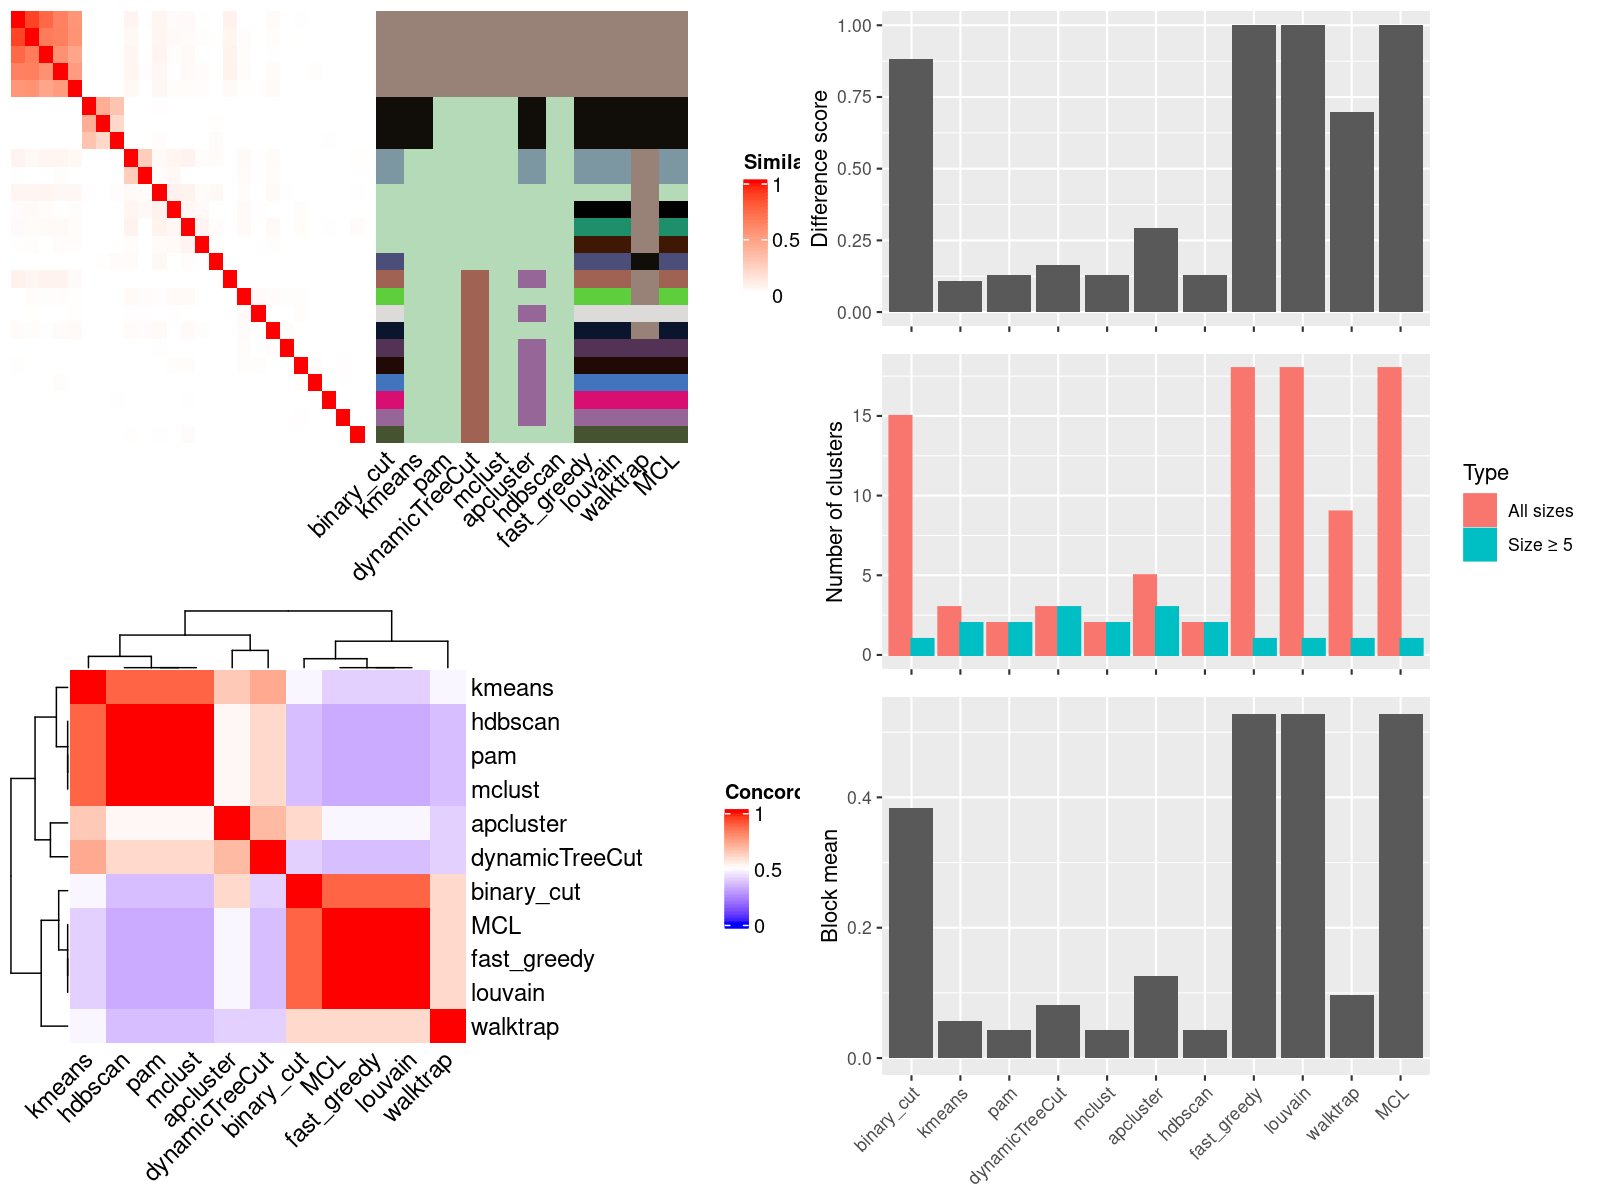 Simila
1
0.5
0
binary_cut
kmeans
pam
dynamicTreeCut
mclust
apcluster
hdbscan
fast_greedy
louvain
walktrap
MCL
1.00
0.75
0.50
0.25
0.00
Difference score
15
10
5
0
Number of clusters
Type
All sizes
Size ≥ 5
kmeans
hdbscan
pam
mclust
apcluster
dynamicTreeCut
binary_cut
MCL
fast_greedy
louvain
walktrap
kmeans
hdbscan
pam
mclust
apcluster
dynamicTreeCut
binary_cut
MCL
fast_greedy
louvain
walktrap
Concord
1
0.5
0
0.4
0.2
0.0
Block mean
binary_cut
kmeans
pam
dynamicTreeCut
mclust
apcluster
hdbscan
fast_greedy
louvain
walktrap
MCL